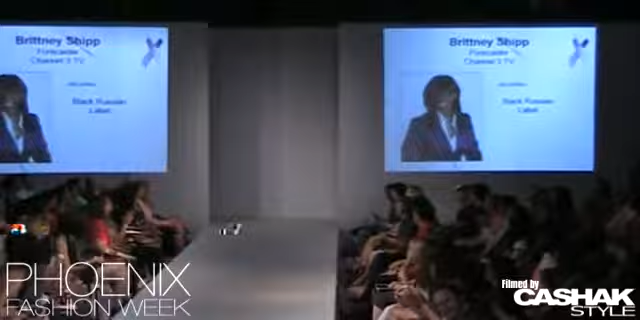 Brittney Shipp
Forecaster
Channel 3 TV
Black Russian
Label
Brittney Shipp
Forecaster
Channel 3 TV
Black Russian
Label
PHOENIX
FASHION WEEK
Filmed by
CASHAK
STYLE